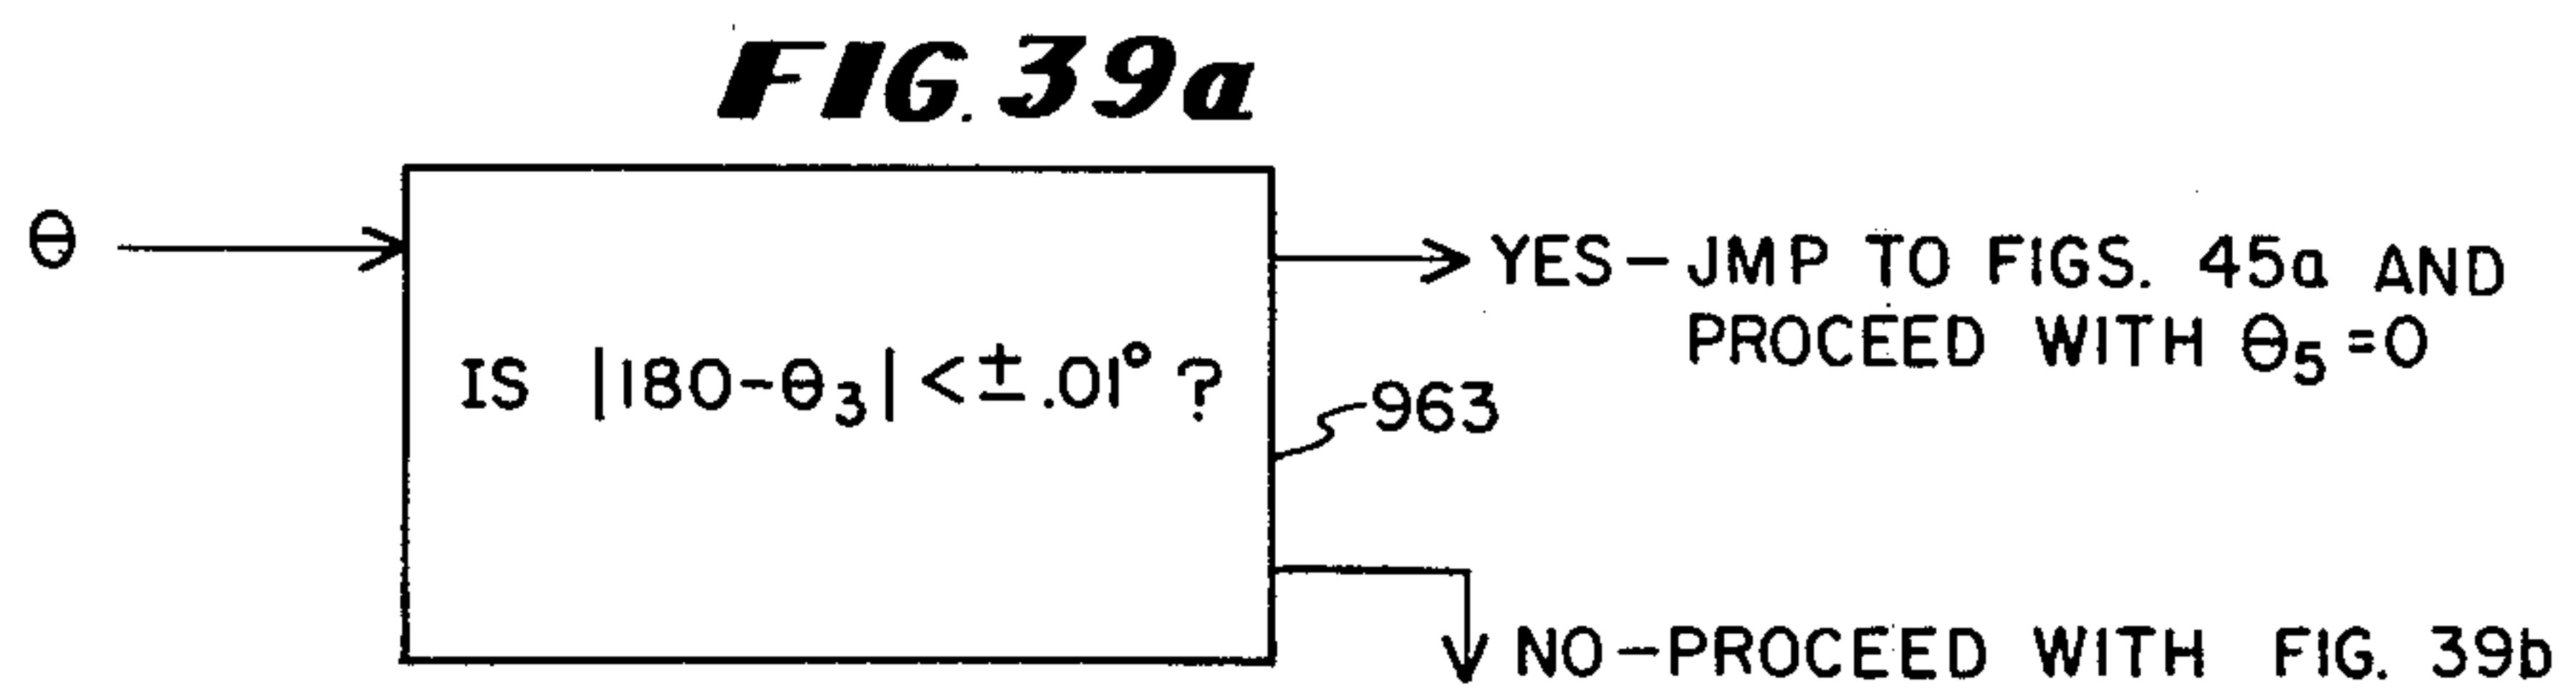 FIG. 39a
θ
YES-JMP TO FIGS. 45a AND
PROCEED WITH θ5=0
IS |180-θ3|<±.01°?
963
NO-PROCEED WITH FIG. 39b